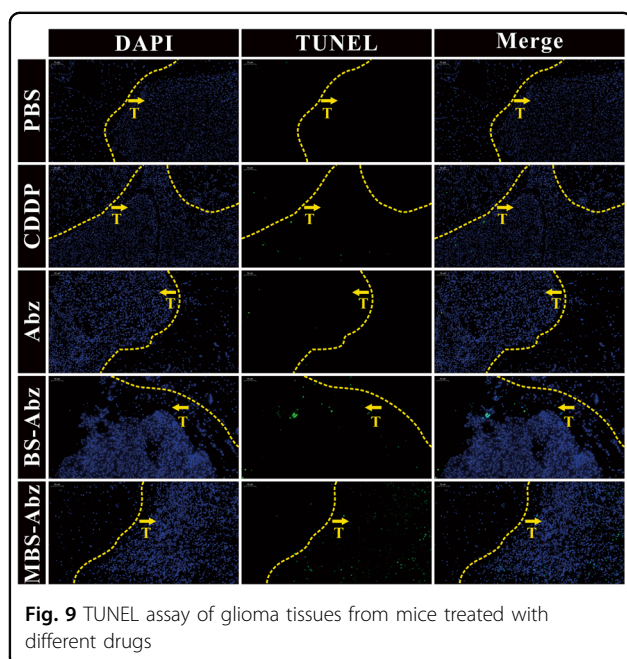 DAPI TUNEL Merge
PBS
T T T
CDDP
T T T
Abz
T T T
BS-Abz
T T T
MBS-Abz
T T T
Fig. 9 TUNEL assay of glioma tissues from mice treated with
different drugs